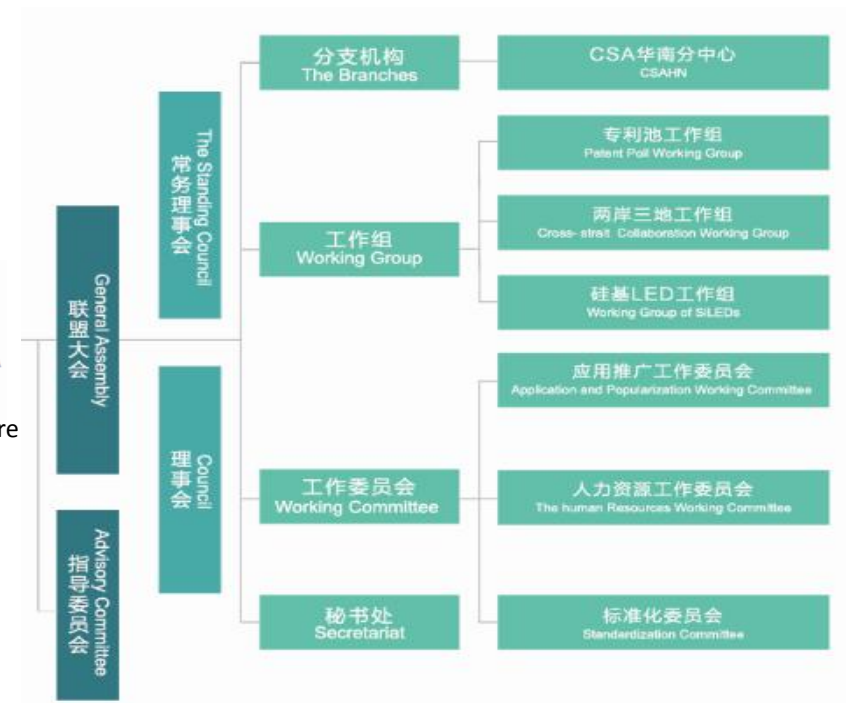 re
General Assembly
联盟大会
Advisory Committee
指导委员会
The Standing Council
常务理事会
Council
理事会
分支机构
The Branches
工作组
Working Group
工作委员会
Working Committee
秘书处
Secretariat
CSA华南分中心
CSAHN
专利池工作组
Patent Poll Working Group
两岸三地工作组
Cross- strait Collaboration Working Group
硅基LED工作组
Working Group of SiLEDs
应用推广工作委员会
Application and Popularization Working Committee
人力资源工作委员会
The human Resources Working Committee
标准化委员会
Standardization Committee